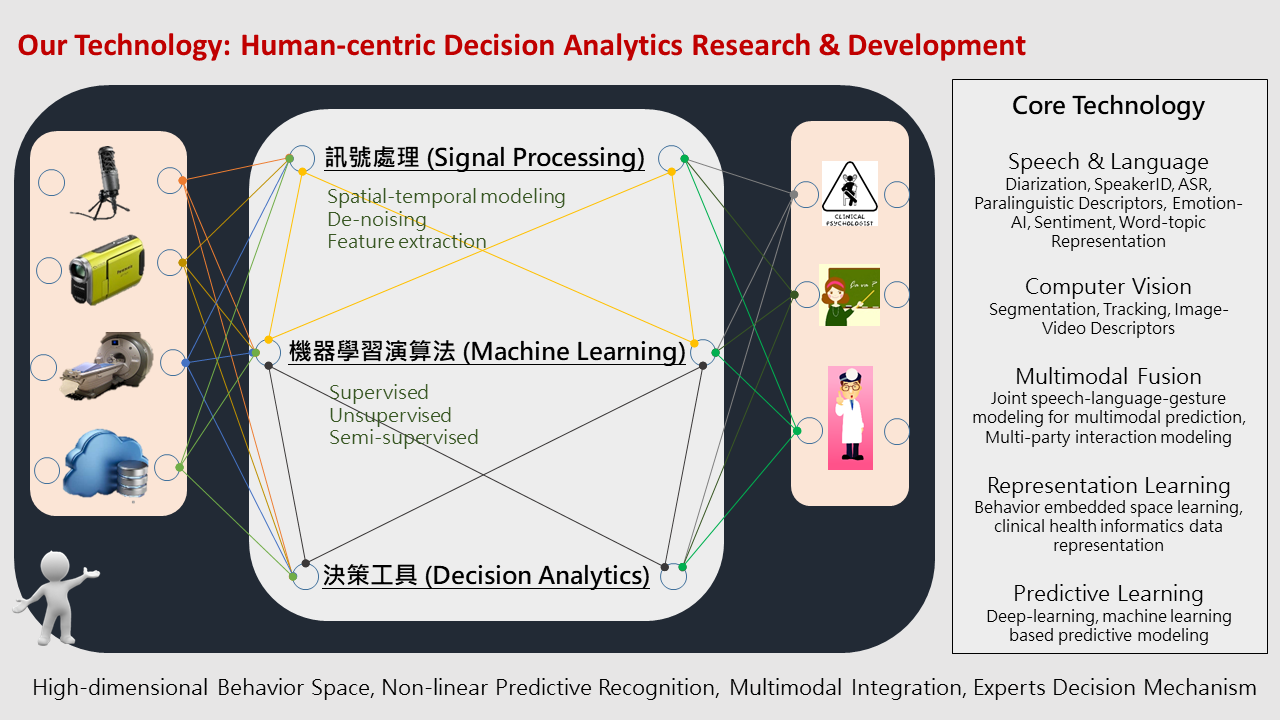 Our Technology: Human-centric Decision Analytics Research & Development
訊號處理 (Signal Processing)
Spatial-temporal modeling
De-noising
Feature extraction
機器學習演算法 (Machine Learning)
Supervised
Unsupervised
Semi-supervised
決策工具 (Decision Analytics)
CLINICAL
PSYCHOLOGIST
Core Technology
Speech & Language
Diarization, SpeakerID, ASR,
Paralinguistic Descriptors, Emotion-
AI, Sentiment, Word-topic
Representation
Computer Vision
Segmentation, Tracking, Image-
Video Descriptors
Multimodal Fusion
Joint speech-language-gesture
modeling for multimodal prediction,
Multi-party interaction modeling
Representation Learning
Behavior embedded space learning,
clinical health informatics data
representation
Predictive Learning
Deep-learning, machine learning
based predictive modeling
High-dimensional Behavior Space, Non-linear Predictive Recognition, Multimodal Integration, Experts Decision Mechanism